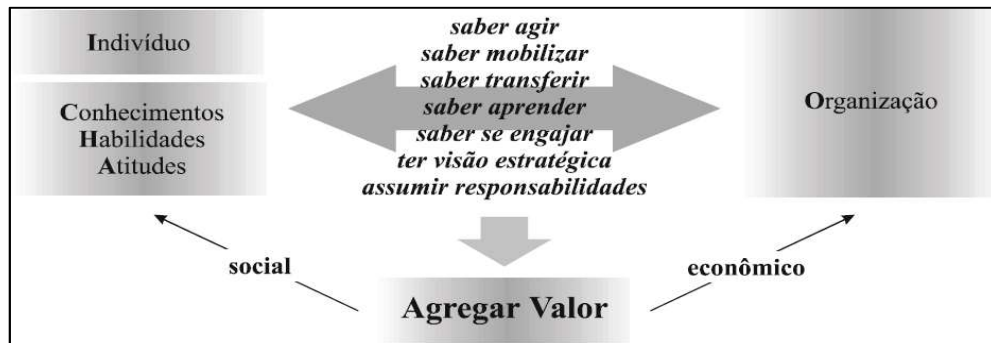 Indivíduo
Conhecimentos
Habilidades
Atitudes
saber agir
saber mobilizar
saber transferir
saber aprender
saber se engajar
ter visão estratégica
assumir responsabilidades
Organização
social
econômico
Agregar Valor